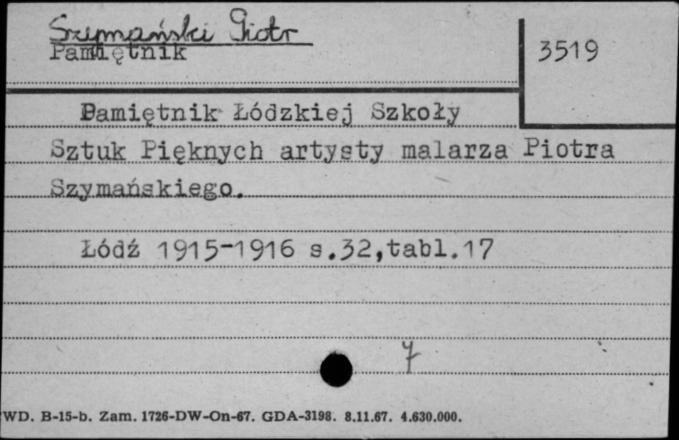 Szymański Piotr
Pamiętnik
3519
Pamiętnik Łódzkiej Szkoły
Sztuk Pięknych artysty malarza Piotra
Szymańskiego.
Łódź 1915-1916 s.32,tabl.17
7
WD. B-15-b. Zam. 1726-DW-On-67. GDA-3198. 8.11.67. 4.630.000.